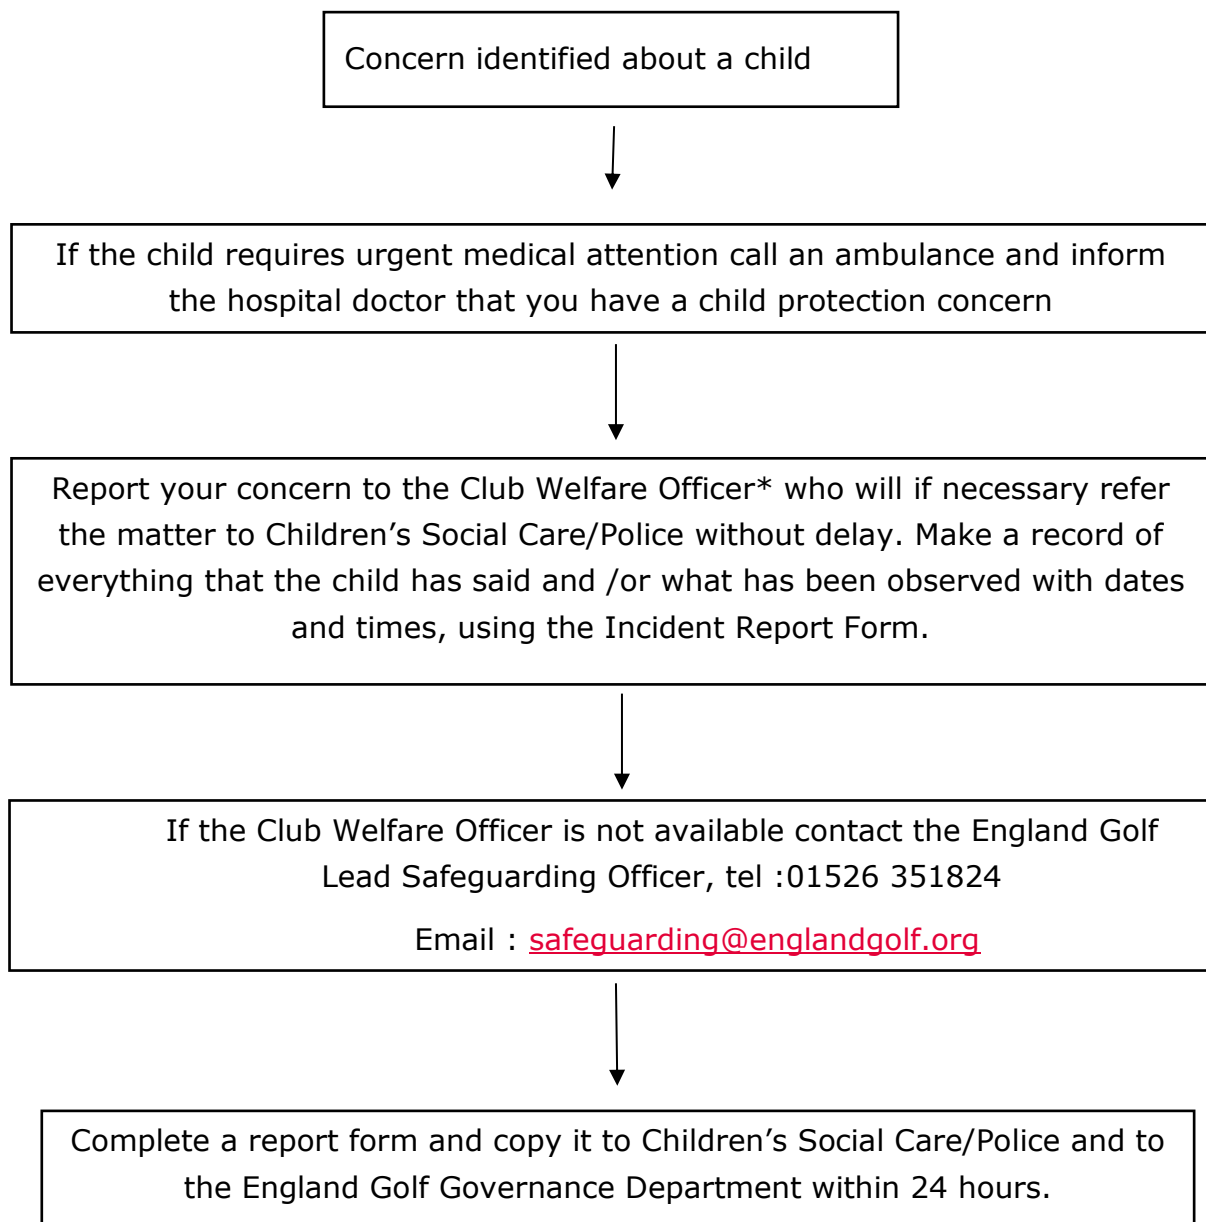 Concern identified about a child
If the child requires urgent medical attention call an ambulance and inform
the hospital doctor that you have a child protection concern
Report your concern to the Club Welfare Officer* who will if necessary refer
the matter to Children’s Social Care/Police without delay. Make a record of
everything that the child has said and /or what has been observed with dates
and times, using the Incident Report Form.
If the Club Welfare Officer is not available contact the England Golf
Lead Safeguarding Officer, tel :01526 351824
Email : safeguarding@englandgolf.org
Complete a report form and copy it to Children’s Social Care/Police and to
the England Golf Governance Department within 24 hours.